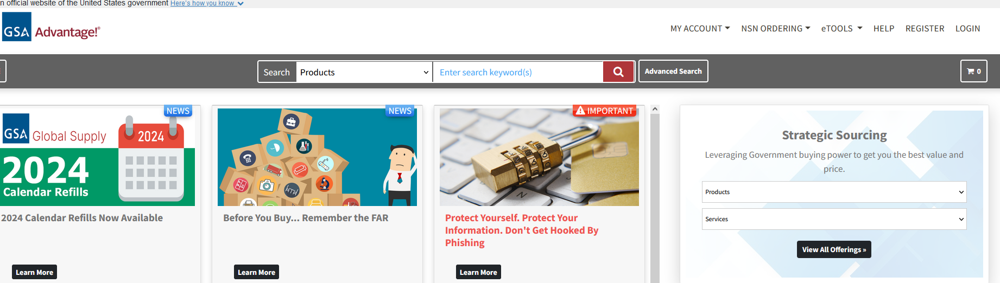 n official website of the United States government Here's how you know
GSA Advantage!®
MY ACCOUNT NSN ORDERING eTOOLS HELP REGISTER LOGIN
Search Products Enter search keyword(s) Advanced Search 0
NEWS
GSA Global Supply
2024
2024
Calendar Refills
2024 Calendar Refills Now Available
Learn More
NEWS
Before You Buy... Remember the FAR
Learn More
IMPORTANT
N
Protect Yourself. Protect Your
Information. Don't Get Hooked By
Phishing
Learn More
Strategic Sourcing
Leveraging Government buying power to get you the best value and
price.
Products
Services
View All Offerings »